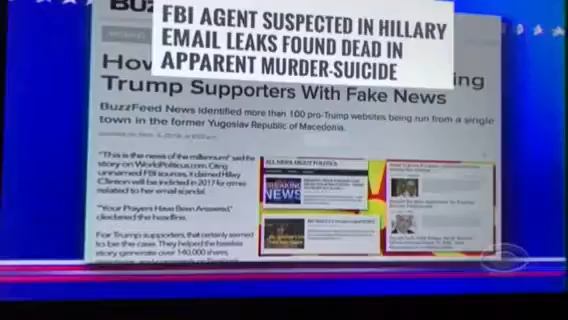 BU
FBI AGENT SUSPECTED IN HILLARY
EMAIL LEAKS FOUND DEAD IN
APPARENT MURDER-SUICIDE
How
ing
Trump Supporters With Fake News
BuzzFeed News identified more than 100 pro-Trump websites being run from a single
town in the former Yugoslav Republic of Macedonia.
"This is the news of the millennium!" said the
story on WorldPolitics.com. Citing
unnamed FBI sources, it claimed Hillary
Clinton will be indicted in 2017 for crimes
related to her email scandal.
"Your Prayers Have Been Answered,"
declared the headline.
For Trump supporters, that certainly seemed
to be the case. They helped the baseless
story generate over 140,000 shares,
BREAKING
NEWS